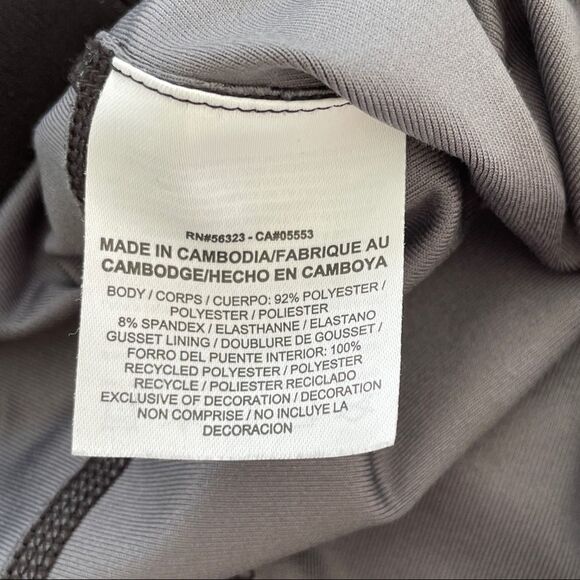 RN#56323 - CA#05553
MADE IN CAMBODIA/FABRIQUE AU
CAMBODGE/HECHO EN CAMBOYA
BODY / CORPS / CUERPO: 92% POLYESTER /
POLYESTER / POLIESTER
8% SPANDEX / ELASTHANNE / ELASTANO
GUSSET LINING / DOUBLURE DE GOUSSET /
FORRO DEL PUENTE INTERIOR: 100%
RECYCLED POLYESTER / POLYESTER
RECYCLE / POLIESTER RECICLADO
EXCLUSIVE OF DECORATION / DECORATION
NON COMPRISE / NO INCLUYE LA
DECORACION